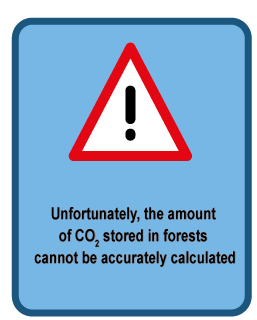 Unfortunately, the amount
of CO₂ stored in forests
cannot be accurately calculated